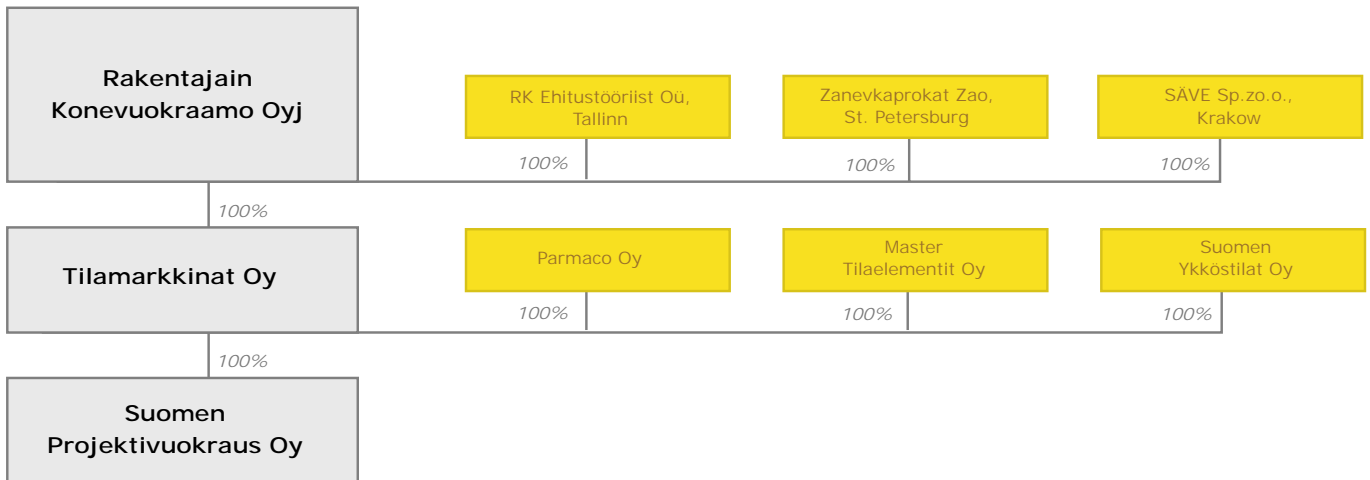 Rakentajain
Konevuokraamo Oyj
RK Ehitustööriist Oü,
Tallinn
Zanevkaprokat Zao,
St. Petersburg
SÄVE Sp.zo.o.,
Krakow
100%
100%
100%
100%
Tilamarkkinat Oy
Parmaco Oy
Master
Tilaelementit Oy
Suomen
Ykköstilat Oy
100%
100%
100%
100%
Suomen
Projektivuokraus Oy